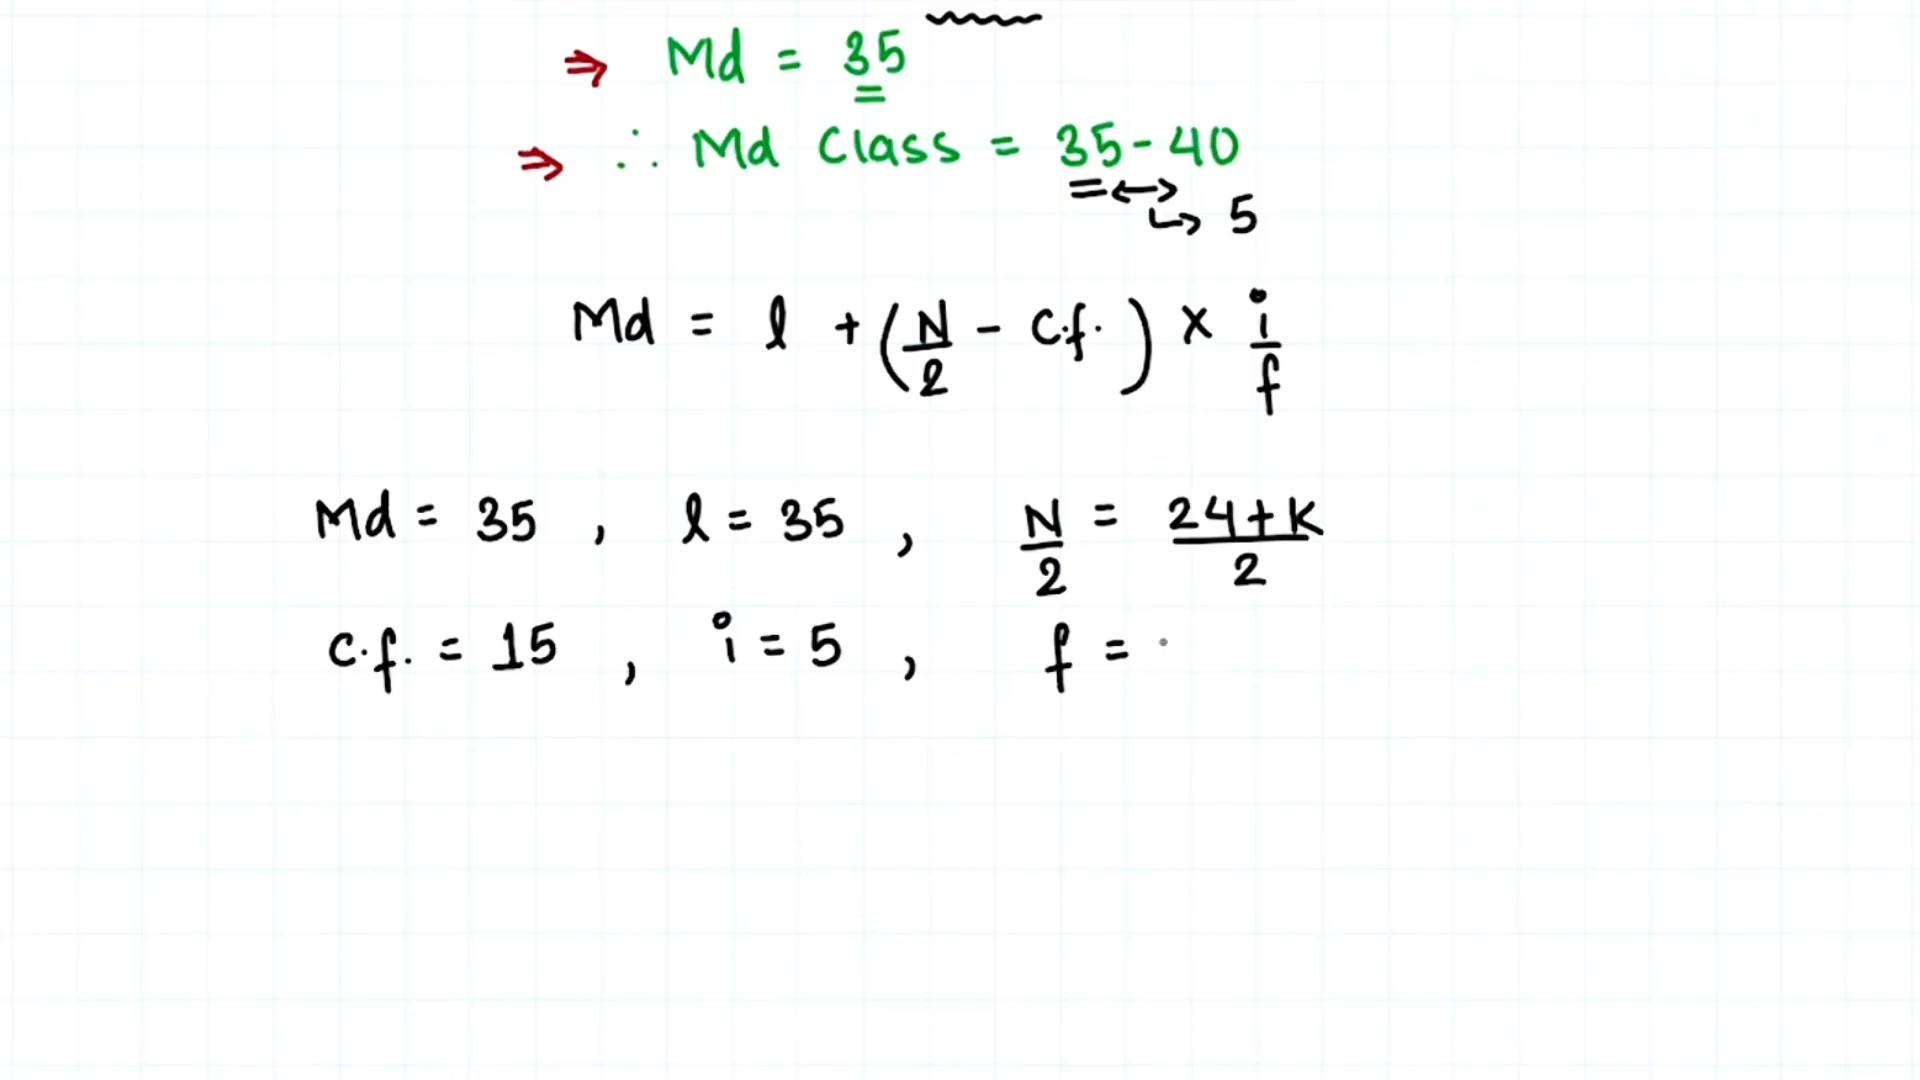 ⇒ Md = 35
⇒ ∴ Md Class = 35-40
↳ 5
Md = l + (N/2 - c.f.) × i/f
Md = 35 , l = 35 , N/2 = 24+K/2
c.f. = 15 , i = 5 , f =